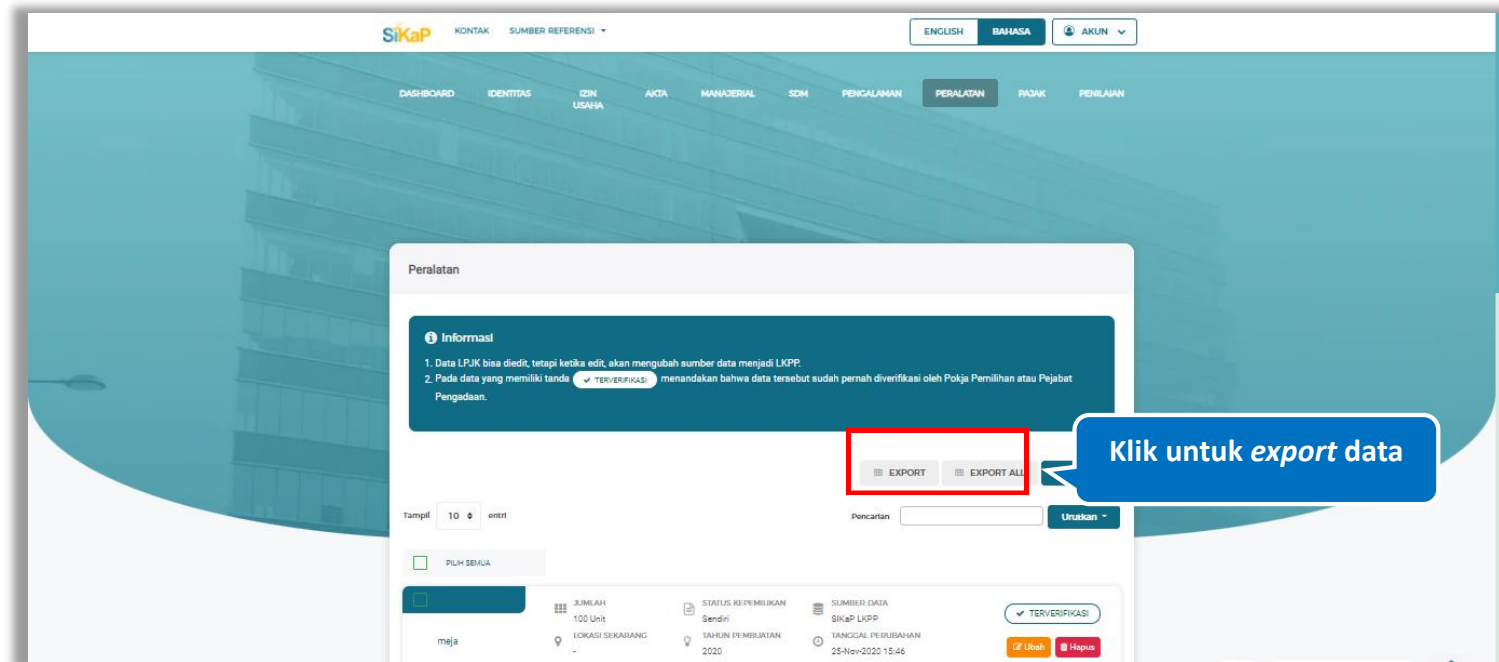 SiKaP KONTAK SUMBER REFERENSI ENGLISH BAHASA AKUN
DASHBOARD IDENTITAS IZIN USAHA AKTA MANAJERIAL SDM PENGALAMAN PERALATAN PAJAK PENILAIAN
Peralatan
Informasi
1. Data LPJK bisa diedit, tetapi ketika edit, akan mengubah sumber data menjadi LKPP.
2. Pada data yang memiliki tanda TERVERIFIKASI menandakan bahwa data tersebut sudah pernah diverifikasi oleh Pokja Pemilihan atau Pejabat
Pengadaan.
Klik untuk export data
EXPORT EXPORT ALL
Tampil 10 entri Pencarian Urutkan
PILIH SEMUA
JUMLAH STATUS KEPEMILIKAN SUMBER DATA
100 Unit Sendiri SIKaP LKPP TERVERIFIKASI
meja LOKASI SEKARANG TAHUN PEMBUATAN TANGGAL PERUBAHAN
- 2020 25-Nov-2020 15:46 Ubah Hapus